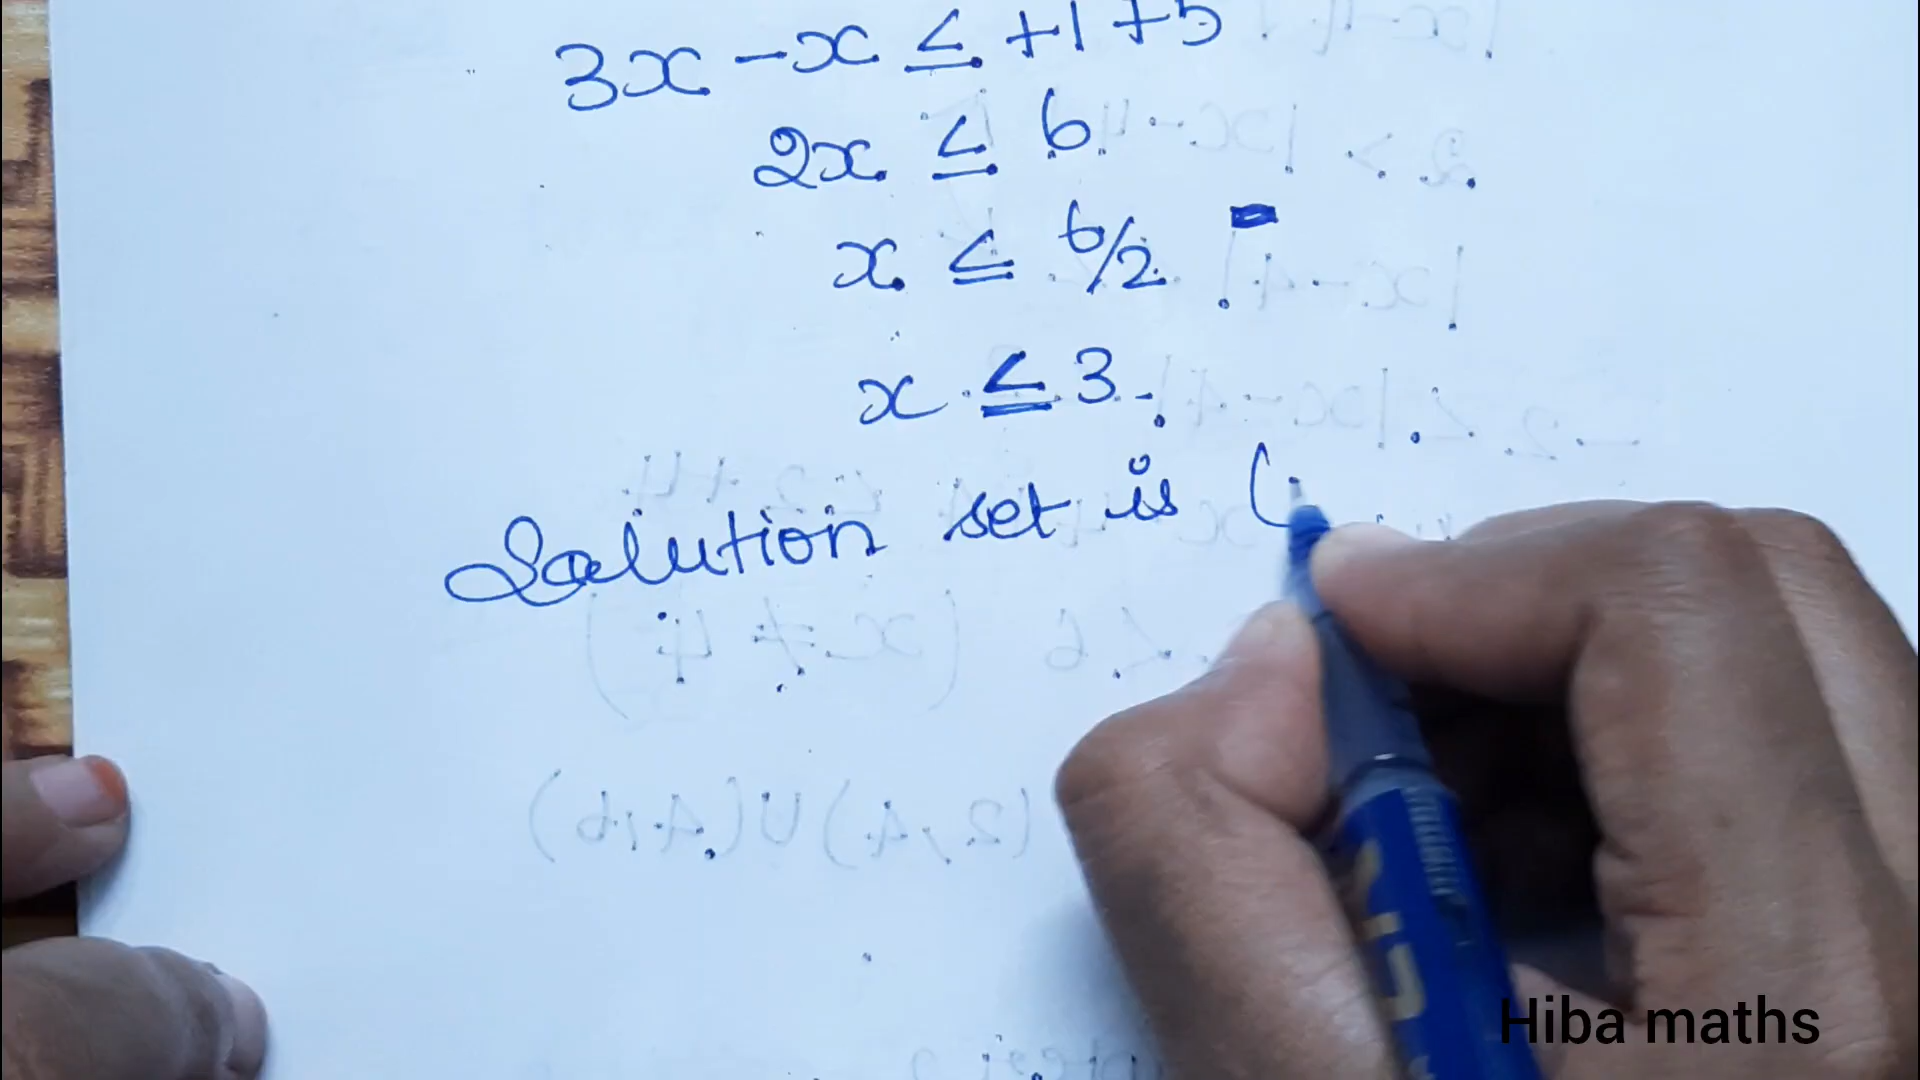 3x - x ≤ +1 +5
2x ≤ 6
x ≤ 6/2
x ≤ 3
Solution set is (
Hiba maths